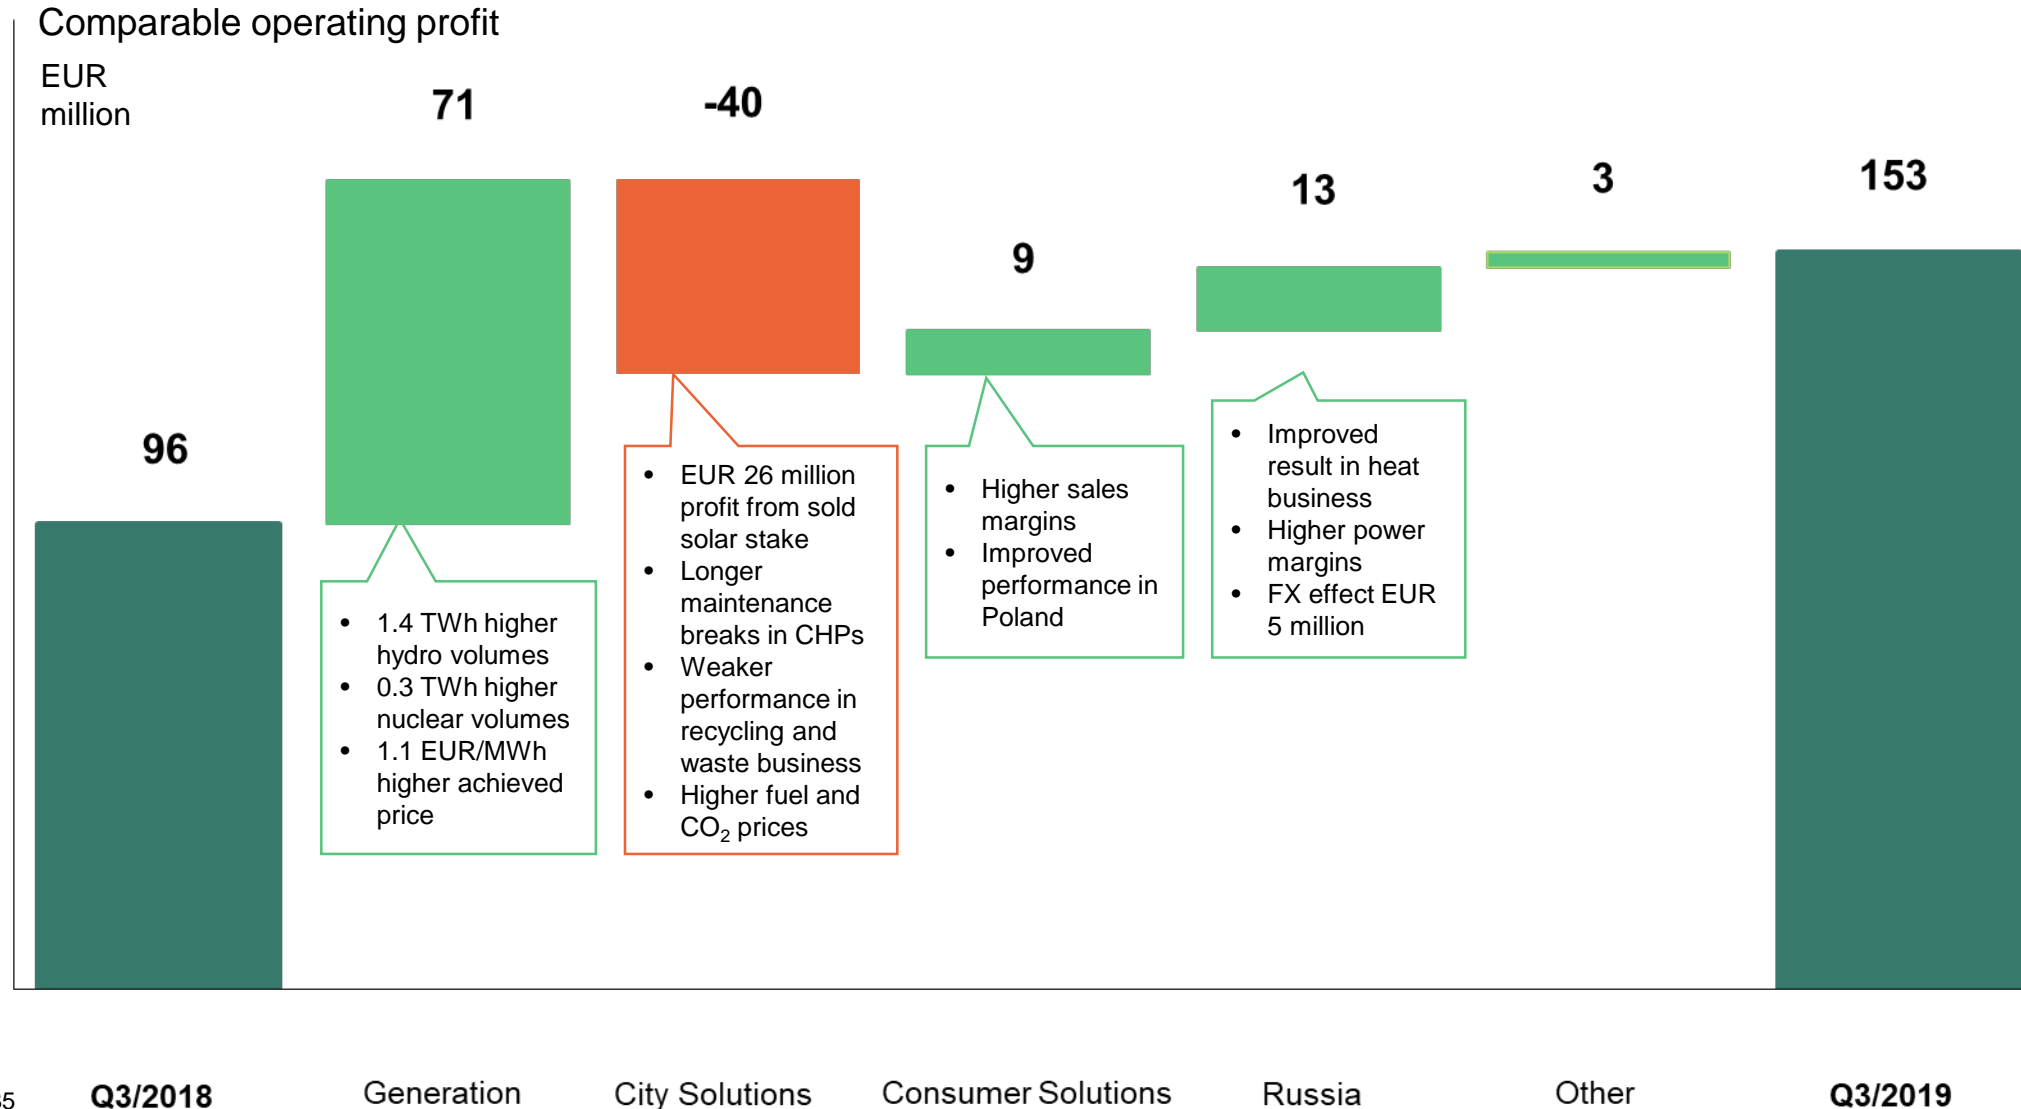 Comparable operating profit
EUR
million
71
-40
9
13
3
153
96
• 1.4 TWh higher
hydro volumes
• 0.3 TWh higher
nuclear volumes
• 1.1 EUR/MWh
higher achieved
price
• EUR 26 million
profit from sold
solar stake
• Longer
maintenance
breaks in CHPs
• Weaker
performance in
recycling and
waste business
• Higher fuel and
CO₂ prices
• Higher sales
margins
• Improved
performance in
Poland
• Improved
result in heat
business
• Higher power
margins
• FX effect EUR
5 million
Q3/2018
Generation
City Solutions
Consumer Solutions
Russia
Other
Q3/2019